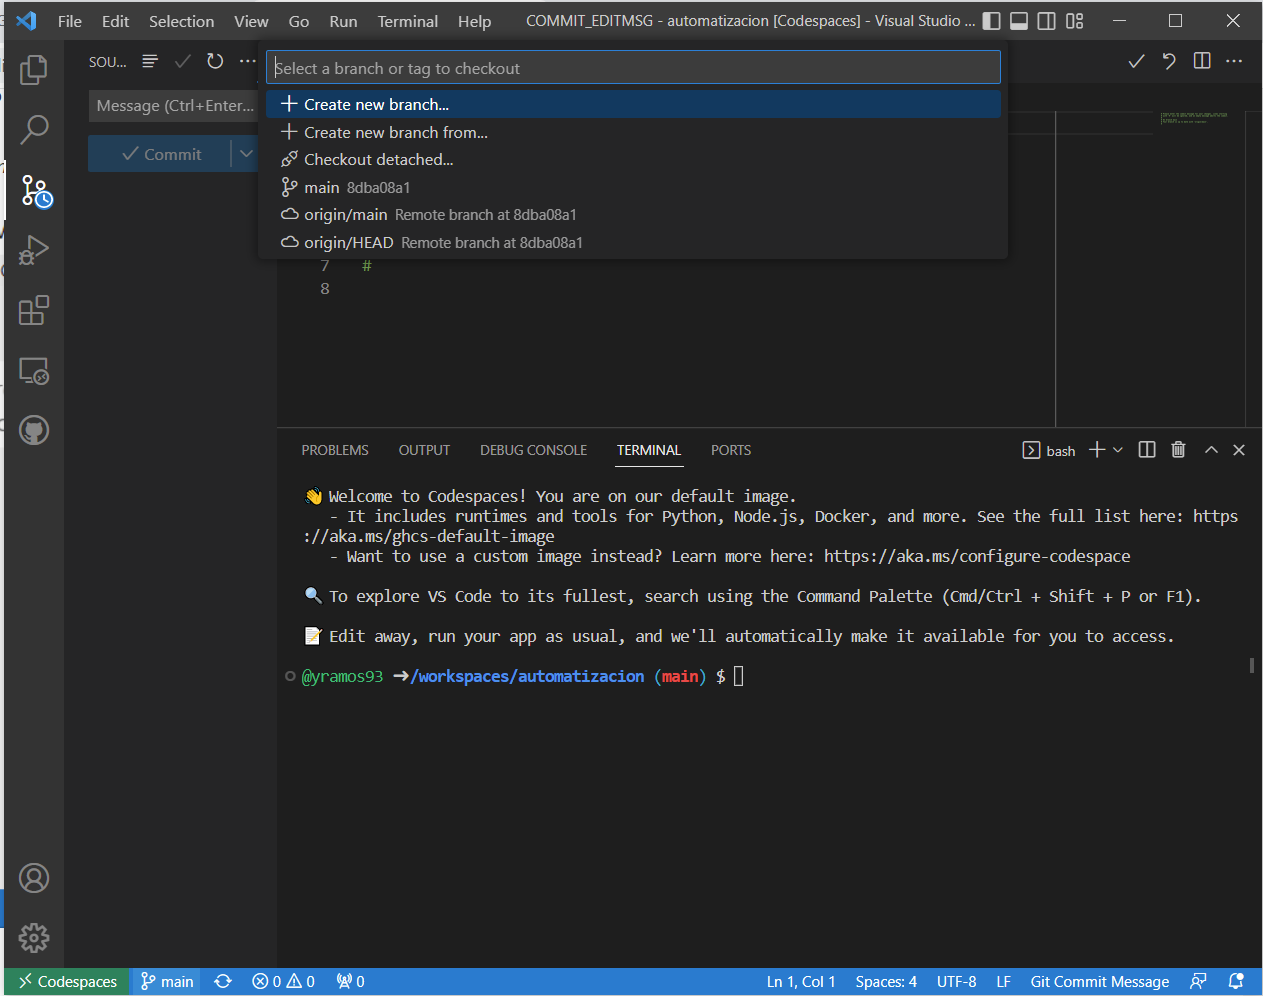 File Edit Selection View Go Run Terminal Help COMMIT_EDITMSG - automatizacion [Codespaces] - Visual Studio ...
SOU...
Select a branch or tag to checkout
Message (Ctrl+Enter...
Create new branch...
Create new branch from...
Commit
Checkout detached...
main 8dba08a1
origin/main Remote branch at 8dba08a1
origin/HEAD Remote branch at 8dba08a1
7 #
8
PROBLEMS OUTPUT DEBUG CONSOLE TERMINAL PORTS bash
👋 Welcome to Codespaces! You are on our default image.
- It includes runtimes and tools for Python, Node.js, Docker, and more. See the full list here: https
://aka.ms/ghcs-default-image
- Want to use a custom image instead? Learn more here: https://aka.ms/configure-codespace
🔍 To explore VS Code to its fullest, search using the Command Palette (Cmd/Ctrl + Shift + P or F1).
📝 Edit away, run your app as usual, and we'll automatically make it available for you to access.
@yramos93 ➜/workspaces/automatizacion (main) $
Codespaces main 0 0 0 Ln 1, Col 1 Spaces: 4 UTF-8 LF Git Commit Message